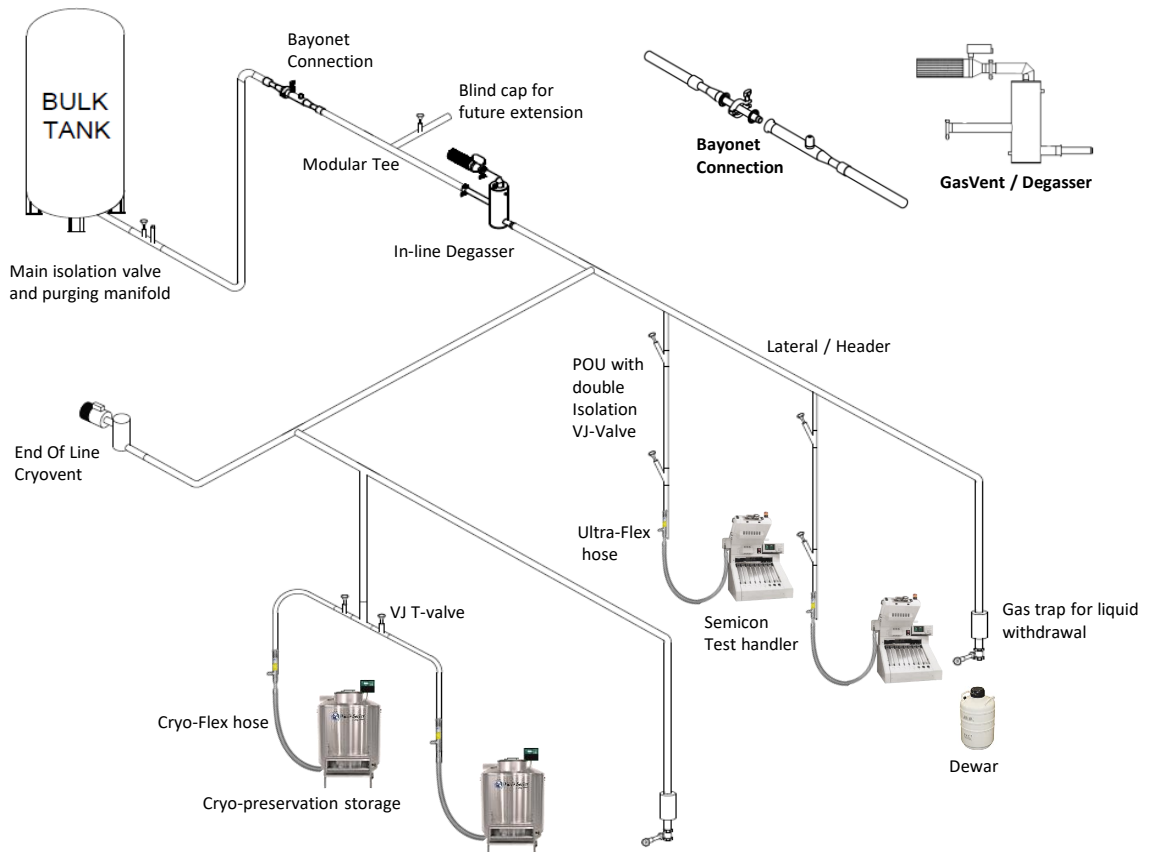 BULK
TANK
Bayonet
Connection
Blind cap for
future extension
Modular Tee
In-line Degasser
Main isolation valve
and purging manifold
Bayonet
Connection
GasVent / Degasser
Lateral / Header
POU with
double
Isolation
VJ-Valve
End Of Line
Cryovent
Ultra-Flex
hose
Semicon
Test handler
Gas trap for liquid
withdrawal
VJ T-valve
Cryo-Flex hose
Cryo-preservation storage
Dewar